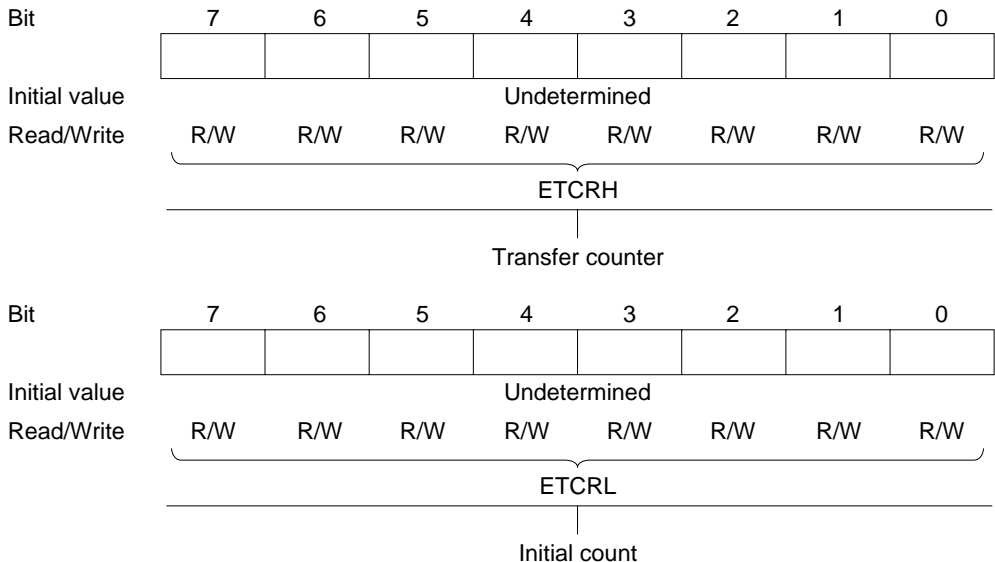 Bit 7 6 5 4 3 2 1 0
Initial value Undetermined
Read/Write R/W R/W R/W R/W R/W R/W R/W R/W
ETCRH
Transfer counter
Bit 7 6 5 4 3 2 1 0
Initial value Undetermined
Read/Write R/W R/W R/W R/W R/W R/W R/W R/W
ETCRL
Initial count